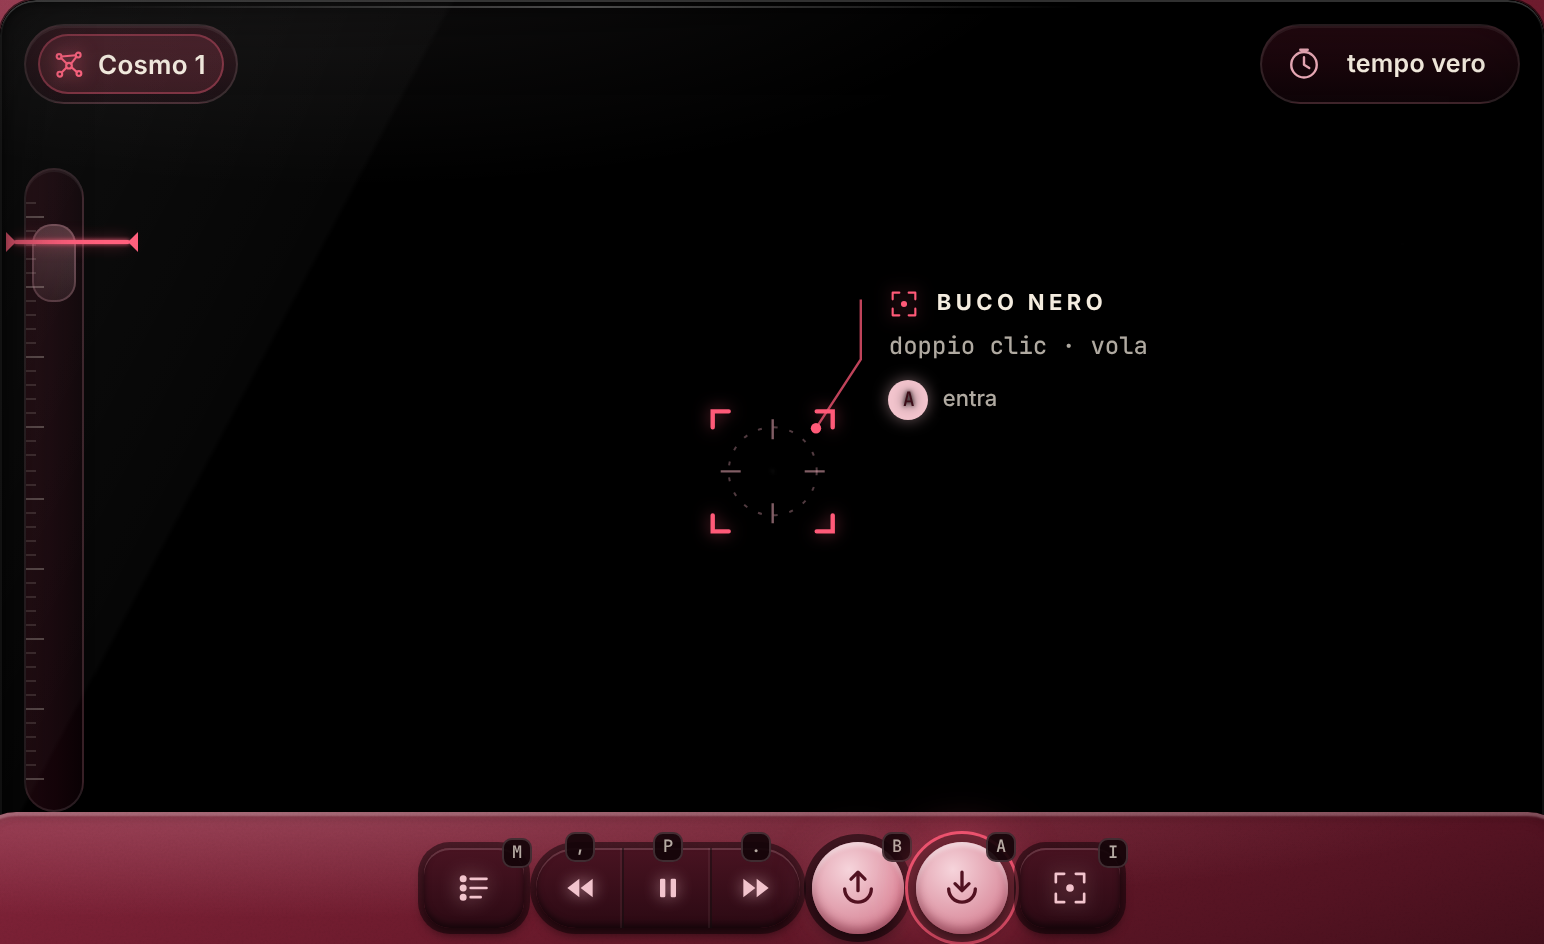 Cosmo 1
tempo vero
BUCO NERO
doppio clic · vola
A entra
M , P . B A I